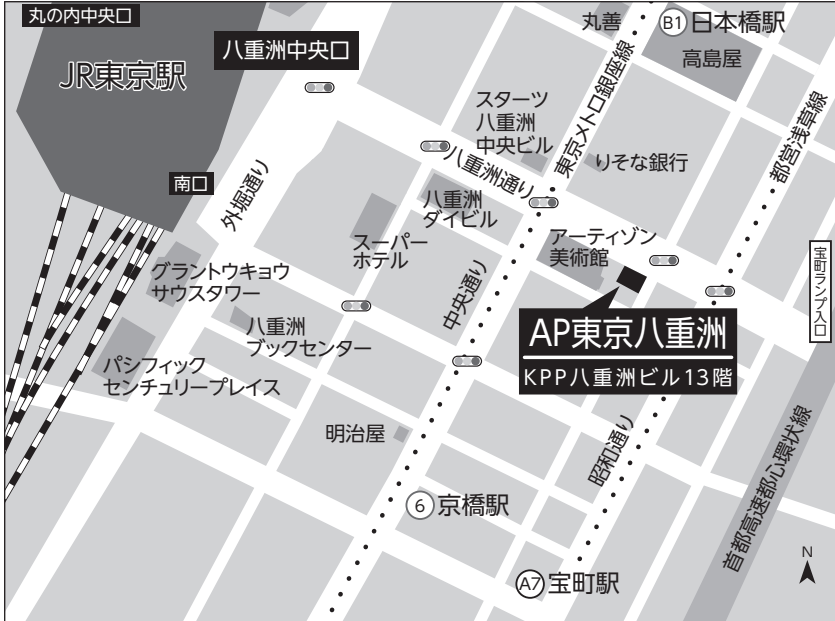 丸の内中央口
JR東京駅
八重洲中央口
南口
外堀通り
丸善
B1 日本橋駅
高島屋
スターツ
八重洲
中央ビル
東京メトロ銀座線
りそな銀行
都営浅草線
八重洲通り
八重洲
ダイビル
スーパー
ホテル
アーティゾン
美術館
宝町ランプ入口
グラントウキョウ
サウスタワー
中央通り
八重洲
ブックセンター
AP東京八重洲
KPP八重洲ビル13階
パシフィック
センチュリープレイス
明治屋
昭和通り
首都高速都心環状線
6 京橋駅
A7 宝町駅
N